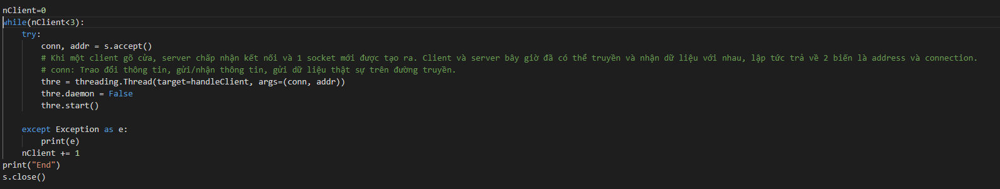 nClient=0
while(nClient<3):
    try:
        conn, addr = s.accept()
        # Khi một client gõ cửa, server chấp nhận kết nối và 1 socket mới được tạo ra. Client và server bây giờ đã có thể truyền và nhận dữ liệu với nhau, lập tức trả về 2 biến là address và connection.
        # conn: Trao đổi thông tin, gửi/nhận thông tin, gửi dữ liệu thật sự trên đường truyền.
        thre = threading.Thread(target=handleClient, args=(conn, addr))
        thre.daemon = False
        thre.start()

    except Exception as e:
        print(e)
    nClient += 1
print("End")
s.close()